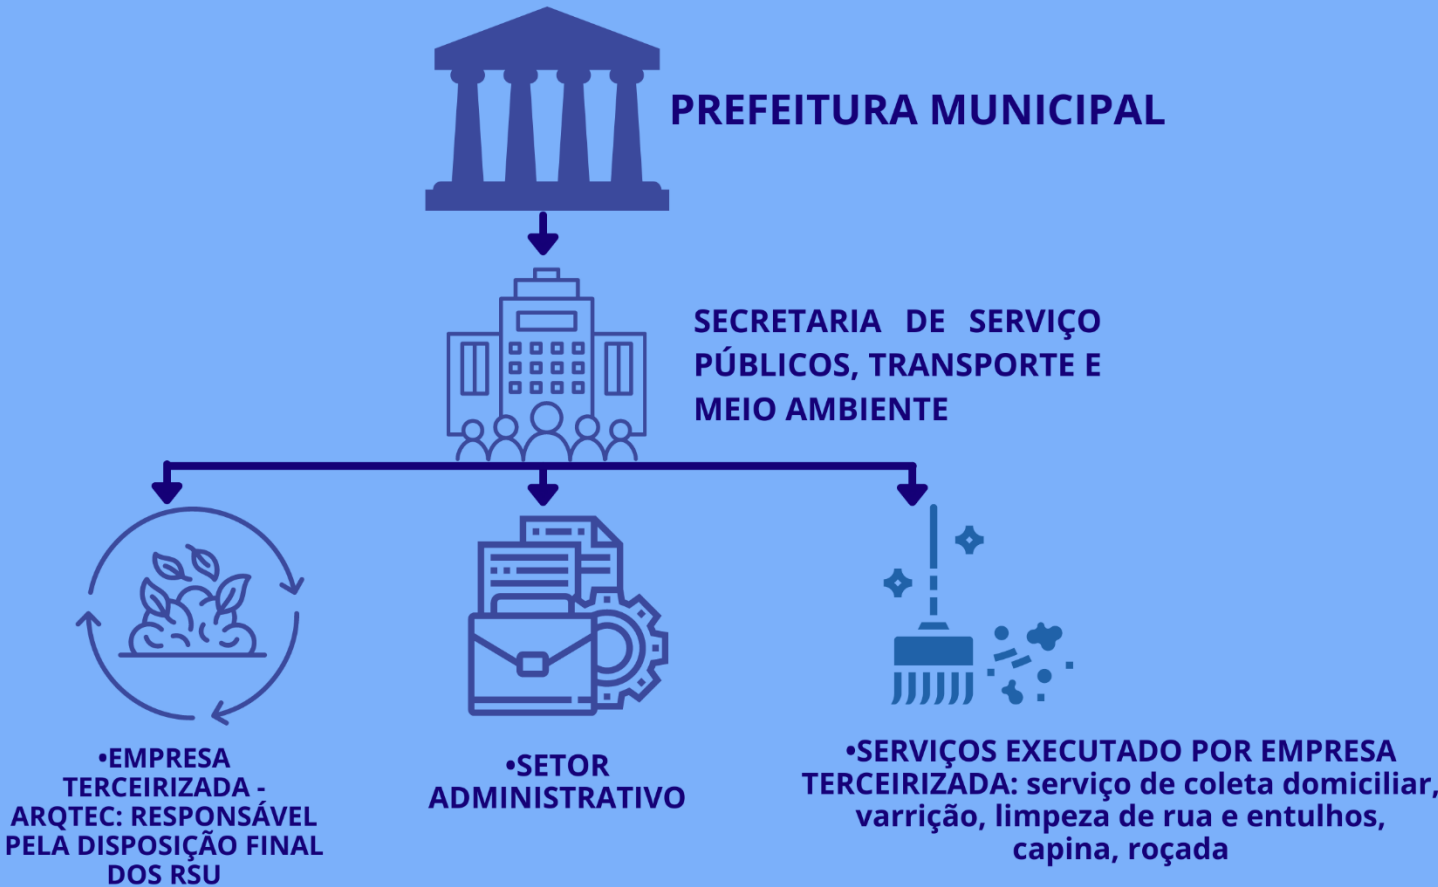 PREFEITURA MUNICIPAL
SECRETARIA DE SERVIÇO
PÚBLICOS, TRANSPORTE E
MEIO AMBIENTE
•EMPRESA
TERCEIRIZADA -
ARQTEC: RESPONSÁVEL
PELA DISPOSIÇÃO FINAL
DOS RSU
•SETOR
ADMINISTRATIVO
•SERVIÇOS EXECUTADO POR EMPRESA
TERCEIRIZADA: serviço de coleta domiciliar,
varrição, limpeza de rua e entulhos,
capina, roçada